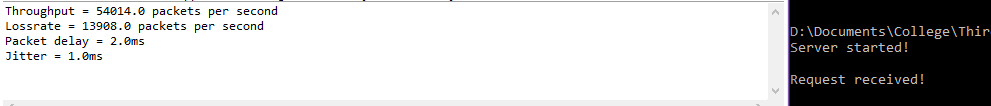 Throughput = 54014.0 packets per second
Lossrate = 13908.0 packets per second
Packet delay = 2.0ms
Jitter = 1.0ms
D:\Documents\College\Thir
Server started!
Request received!